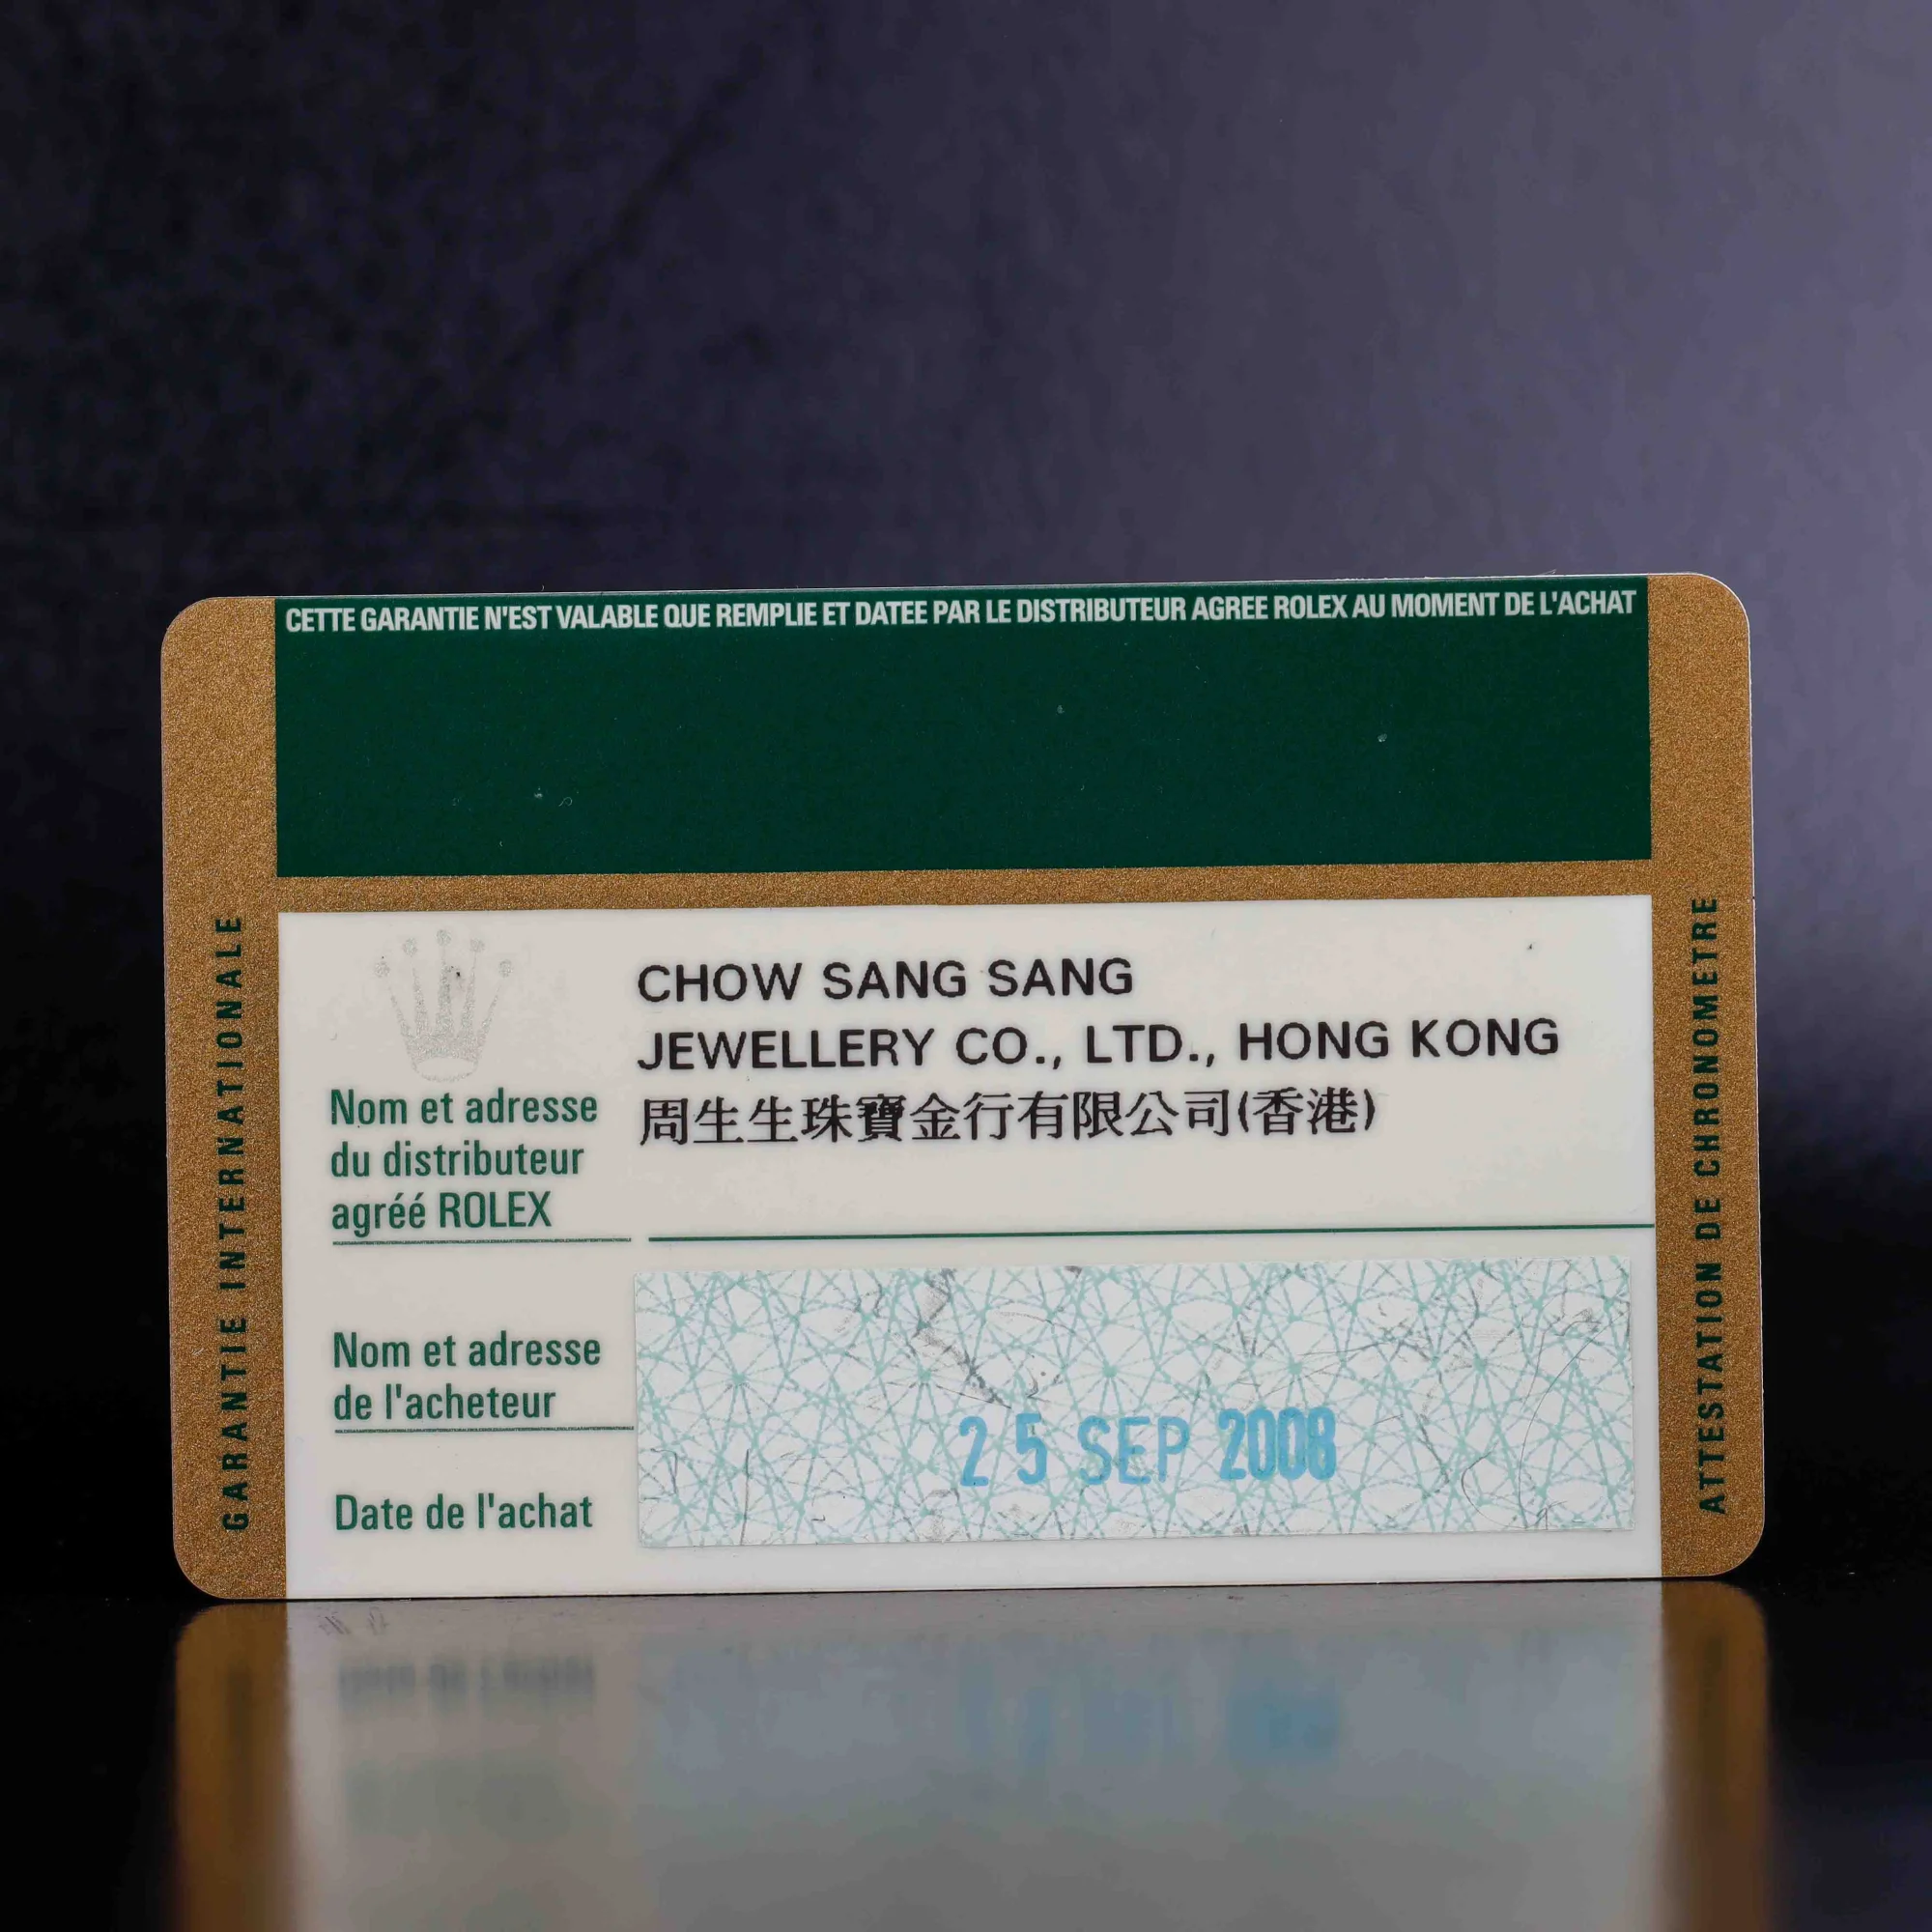 CETTE GARANTIE N'EST VALABLE QUE REMPLIE ET DATEE PAR LE DISTRIBUTEUR AGREE ROLEX AU MOMENT DE L'ACHAT
GARANTIE INTERNATIONALE
CHOW SANG SANG
JEWELLERY CO., LTD., HONG KONG
周生生珠寶金行有限公司(香港)
Nom et adresse
du distributeur
agréé ROLEX
Nom et adresse
de l'acheteur
25 SEP 2008
Date de l'achat
ATTESTATION DE CHRONOMETRE